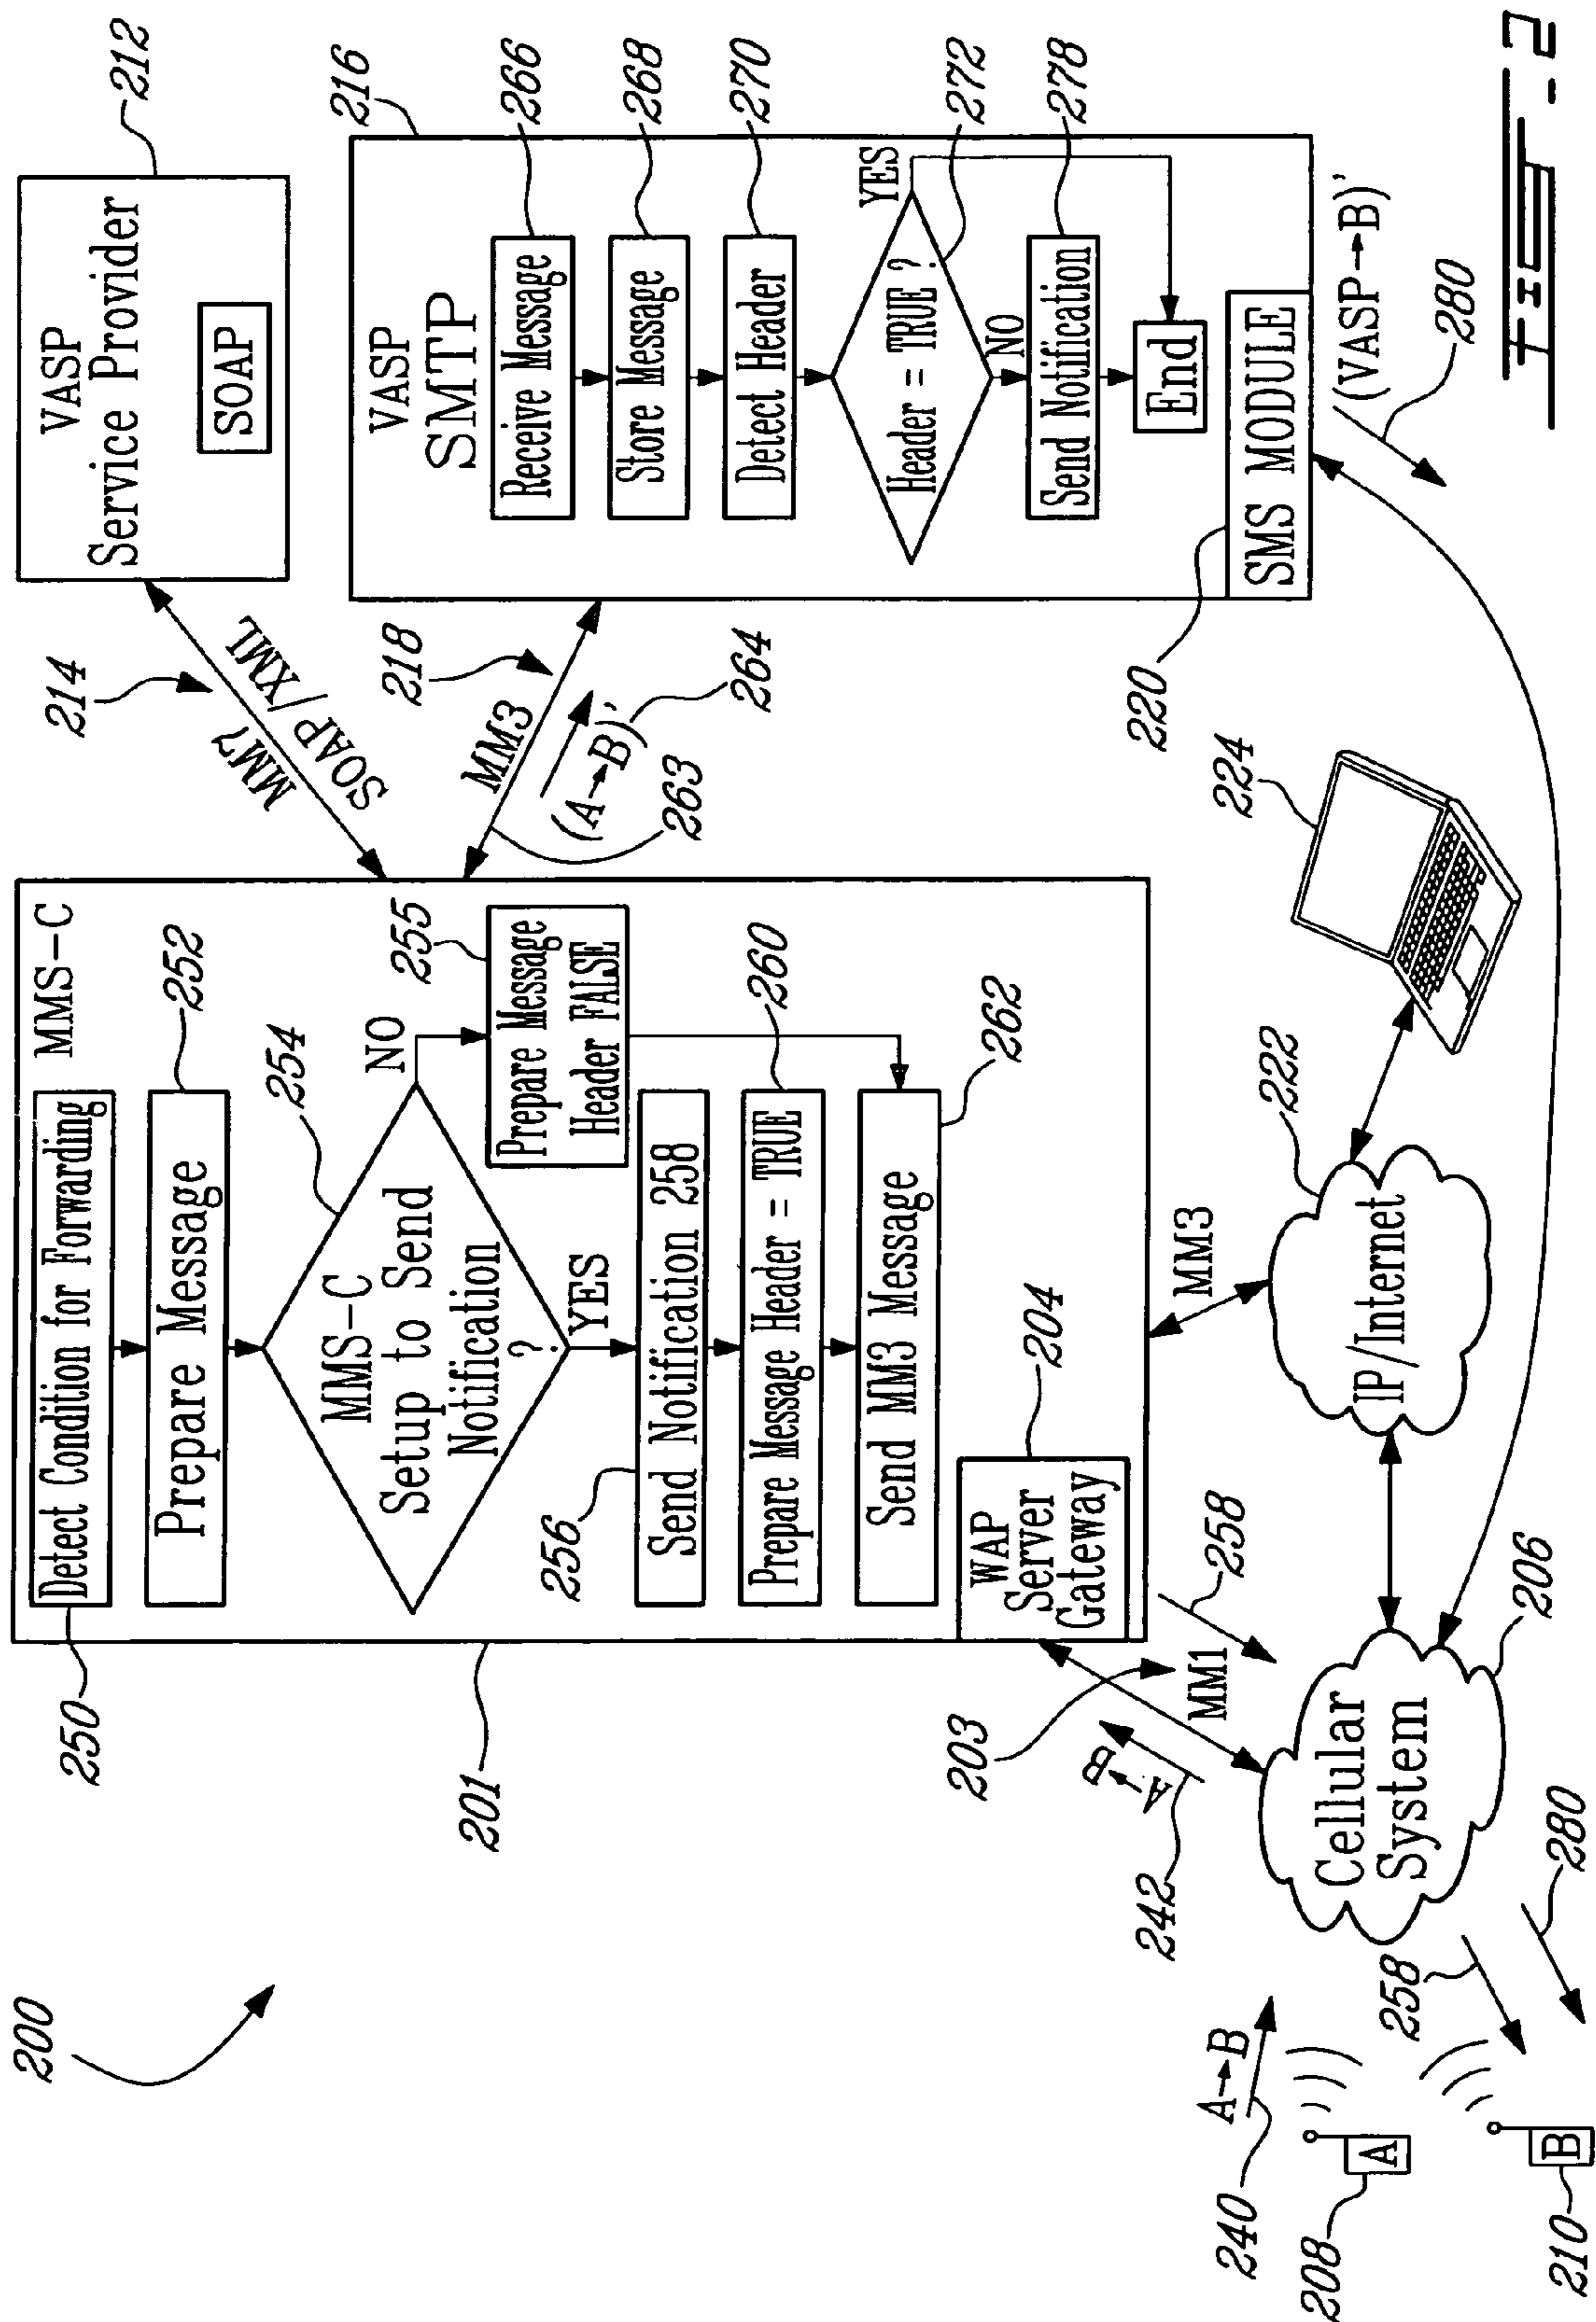 200
MMS-C
250
Detect Condition for Forwarding
252
Prepare Message
254
MMS-C
Setup to Send
Notification
?
NO
255
Prepare Message
Header FALSE
YES
256
Send Notification 258
260
Prepare Message Header = TRUE
262
Send MM3 Message
201
WAP
Server
Gateway
204
212
VASP
Service Provider
SOAP
214
MM7
SOAP/XML
216
VASP
SMTP
266
Receive Message
268
Store Message
270
Detect Header
272
Header = TRUE ?
YES
NO
278
Send Notification
End
220
SMS MODULE
218
MM3
(A→B)'
264
263
(VASP→B)'
280
203
MM1
258
A→B
242
MM3
222
IP/Internet
224
Cellular
System
206
258
280
240
A→B
A
208
B
210
FIG - 2